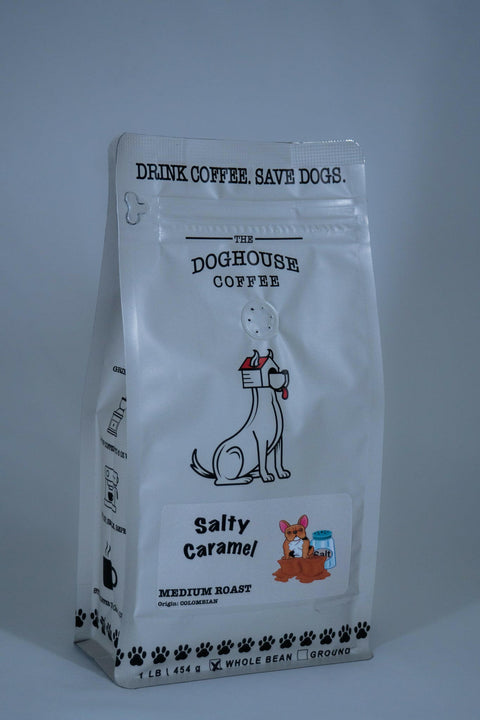 DRINK COFFEE. SAVE DOGS.
THE
DOGHOUSE
COFFEE
Salty
Caramel
Salt
MEDIUM ROAST
Origin: COLOMBIAN
1 LB | 454 g WHOLE BEAN GROUND